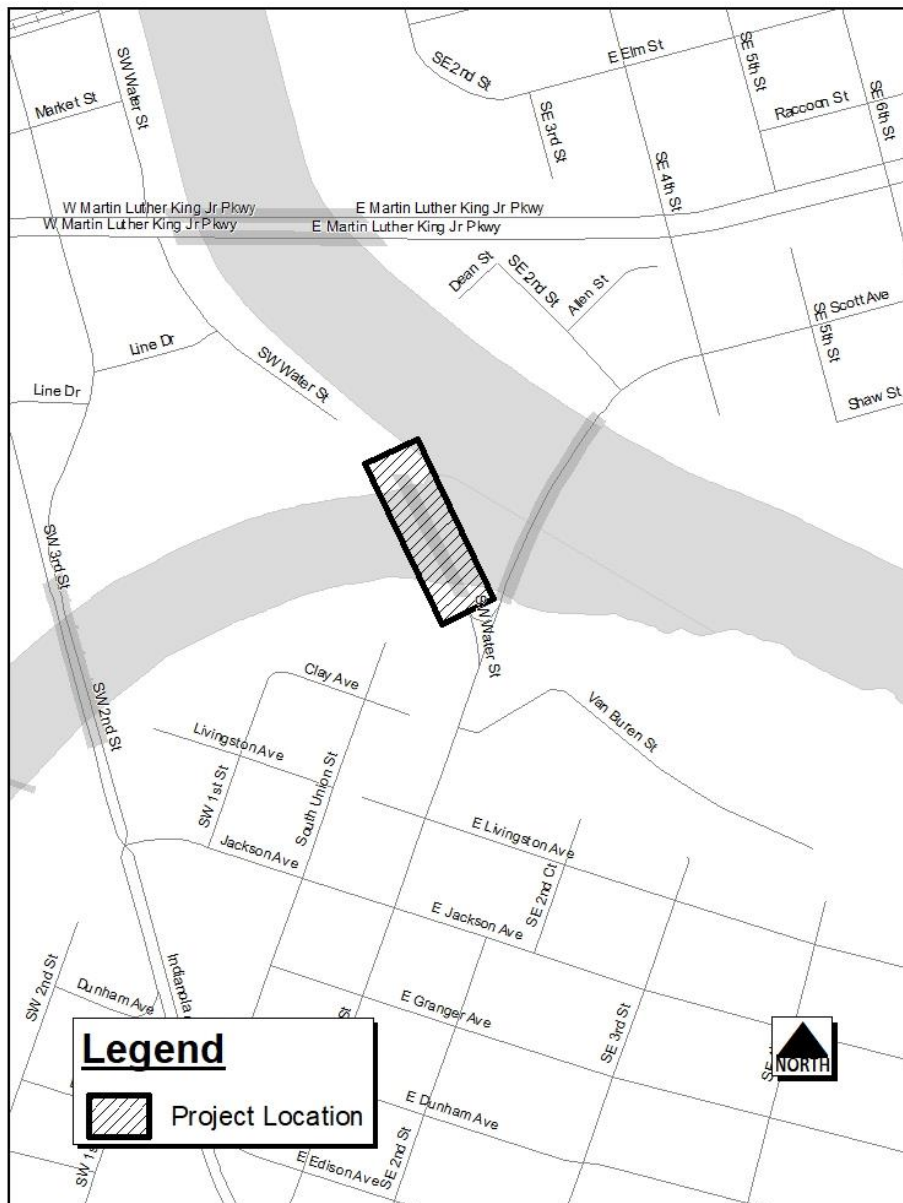 SW Water St
SE 2nd St
E Elm St
SE 5th St
SE 6th St
Market St
Raccoon St
SE 3rd St
SE 4th St
W Martin Luther King Jr Pkwy
E Martin Luther King Jr Pkwy
W Martin Luther King Jr Pkwy
E Martin Luther King Jr Pkwy
Dean St
SE 2nd St
Allen St
Scott Ave
SE 5th St
Line Dr
SW Water St
Line Dr
Shaw St
SW 3rd St
SW Water St
SW 2nd St
Clay Ave
Van Buren St
Livingston Ave
SW 1st St
South Union St
E Livingston Ave
Jackson Ave
SE 2nd Ct
E Jackson Ave
SW 2nd St
Indianola
Dunham Ave
St
E Granger Ave
SE 3rd St
NORTH
Legend
Project Location
E Dunham Ave
SW 1s
E Edison Ave
SE 2nd St